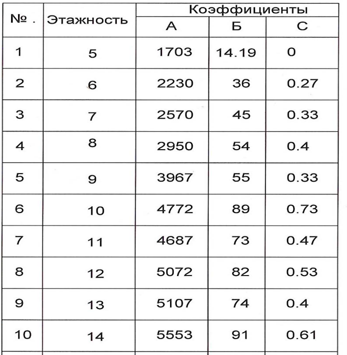 № . Этажность Коэффициенты
А Б С
1 5 1703 14.19 0
2 6 2230 36 0.27
3 7 2570 45 0.33
4 8 2950 54 0.4
5 9 3967 55 0.33
6 10 4772 89 0.73
7 11 4687 73 0.47
8 12 5072 82 0.53
9 13 5107 74 0.4
10 14 5553 91 0.61